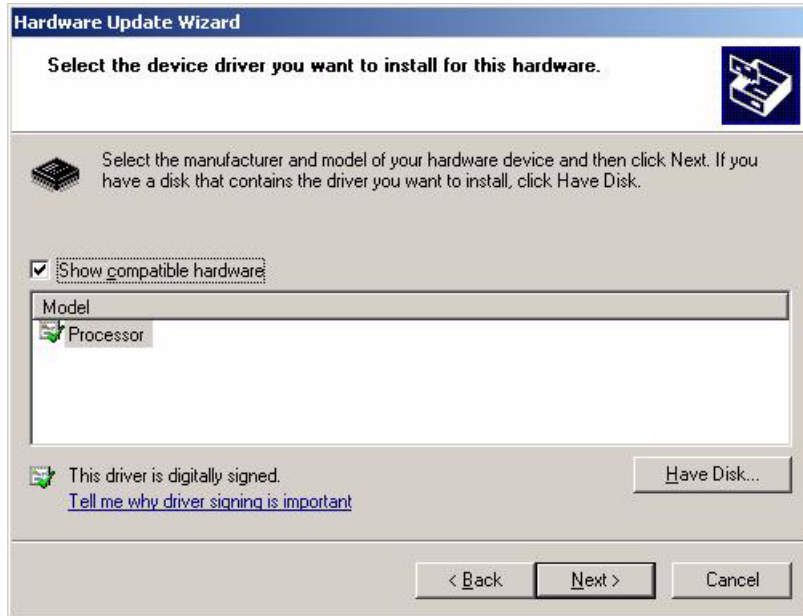 Hardware Update Wizard
Select the device driver you want to install for this hardware.
Select the manufacturer and model of your hardware device and then click Next. If you
have a disk that contains the driver you want to install, click Have Disk.
Show compatible hardware
Model
Processor
This driver is digitally signed.
Have Disk...
Tell me why driver signing is important
< Back
Next >
Cancel